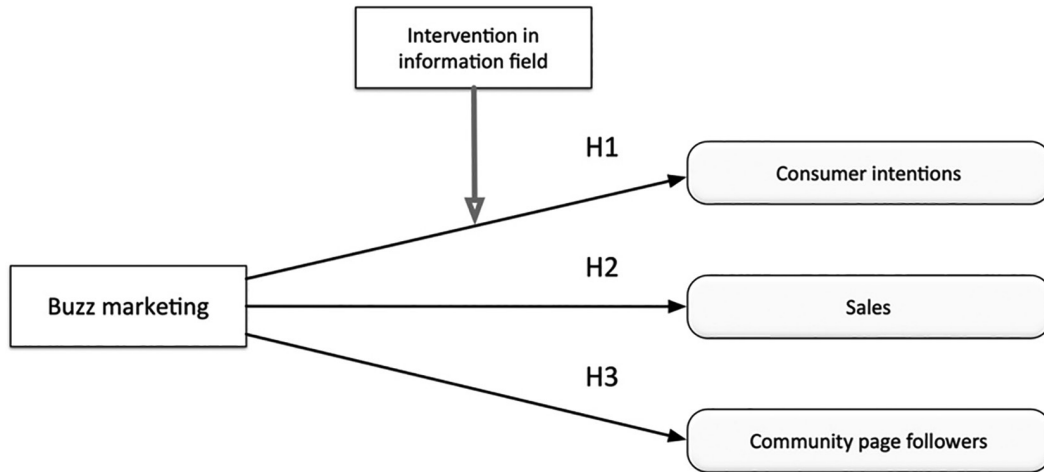 Intervention in
information field
H1
Consumer intentions
H2
Buzz marketing
Sales
H3
Community page followers